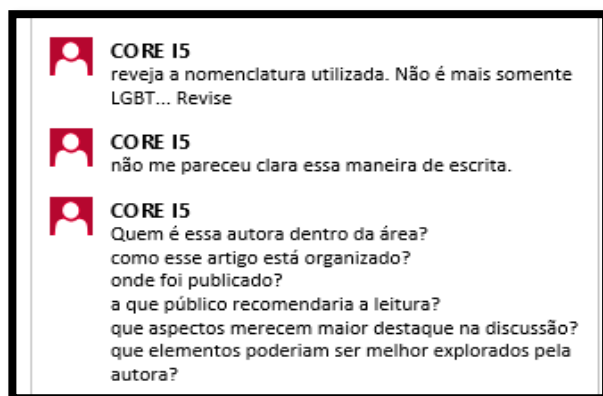 CORE I5
reveja a nomenclatura utilizada. Não é mais somente
LGBT... Revise
CORE I5
não me pareceu clara essa maneira de escrita.
CORE I5
Quem é essa autora dentro da área?
como esse artigo está organizado?
onde foi publicado?
a que público recomendaria a leitura?
que aspectos merecem maior destaque na discussão?
que elementos poderiam ser melhor explorados pela
autora?